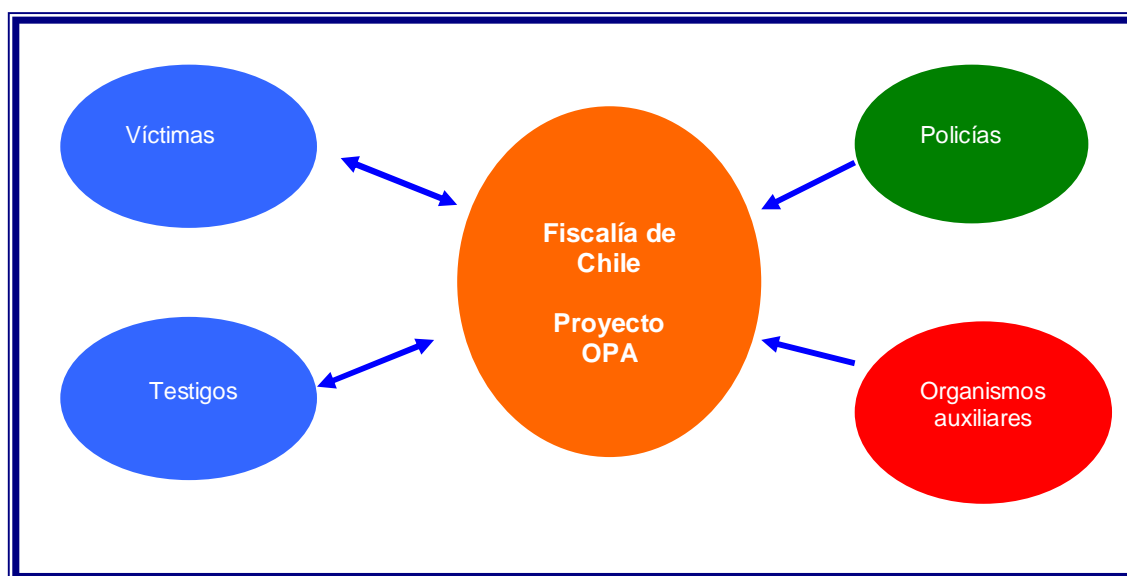 Víctimas
Policías
Fiscalía de
Chile
Proyecto
OPA
Testigos
Organismos
auxiliares